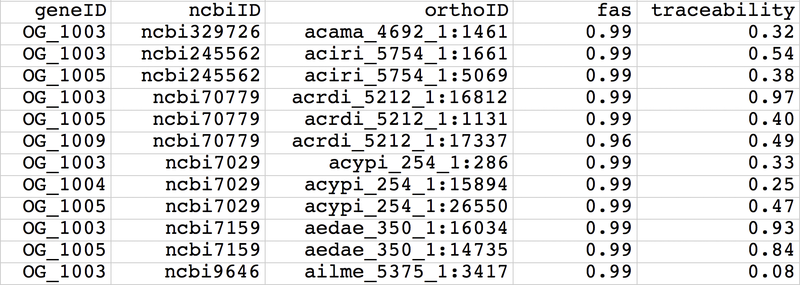 geneID ncbiID orthoID fas traceability
OG_1003 ncbi329726 acama_4692_1:1461 0.99 0.32
OG_1003 ncbi245562 aciri_5754_1:1661 0.99 0.54
OG_1005 ncbi245562 aciri_5754_1:5069 0.99 0.38
OG_1003 ncbi70779 acrdi_5212_1:16812 0.99 0.97
OG_1005 ncbi70779 acrdi_5212_1:1131 0.99 0.40
OG_1009 ncbi70779 acrdi_5212_1:17337 0.96 0.49
OG_1003 ncbi7029 acypi_254_1:286 0.99 0.33
OG_1004 ncbi7029 acypi_254_1:15894 0.99 0.25
OG_1005 ncbi7029 acypi_254_1:26550 0.99 0.47
OG_1003 ncbi7159 aedae_350_1:16034 0.99 0.93
OG_1005 ncbi7159 aedae_350_1:14735 0.99 0.84
OG_1003 ncbi9646 ailme_5375_1:3417 0.99 0.08